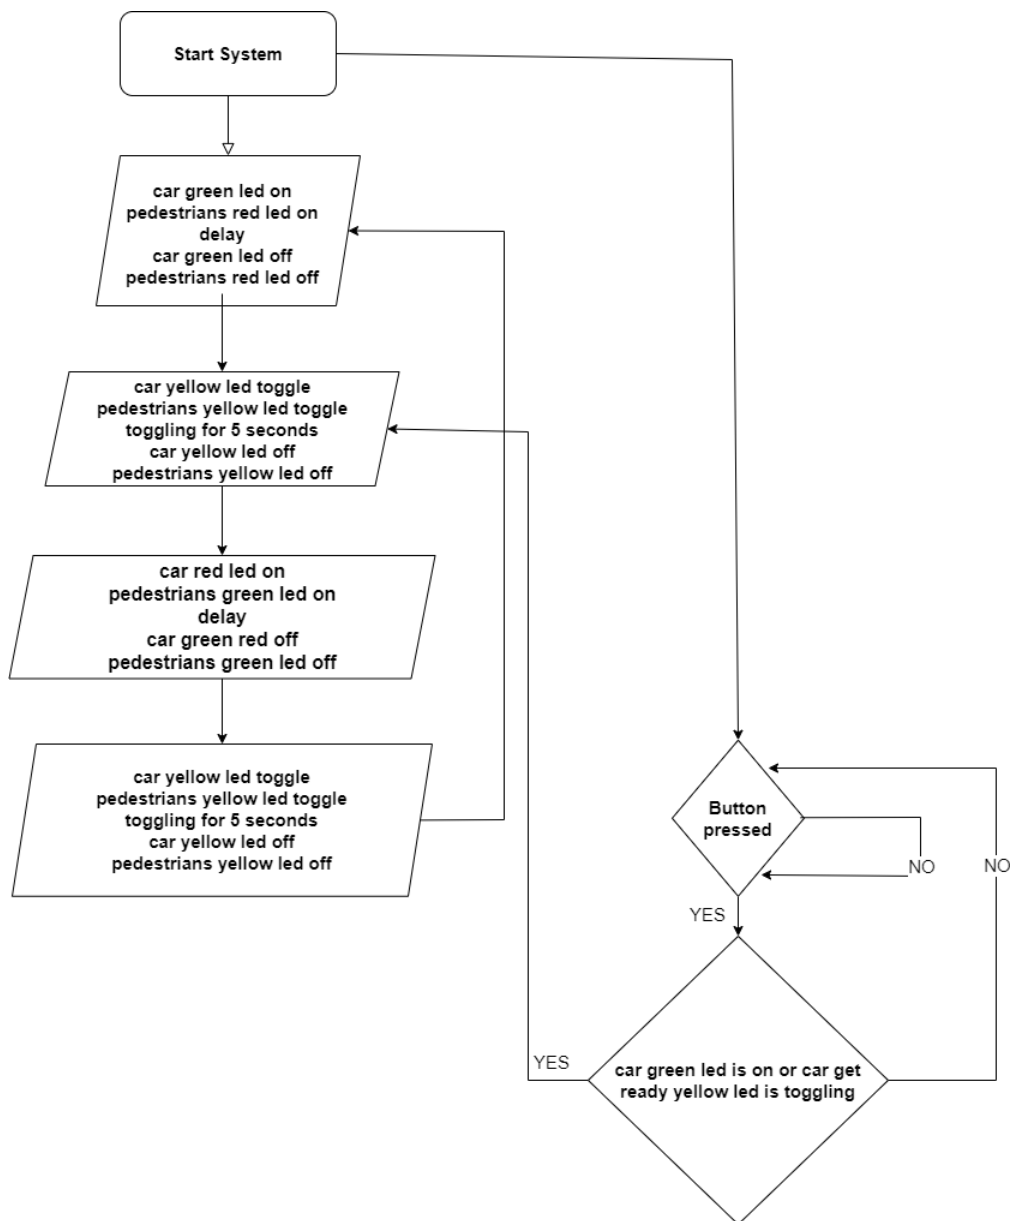 Start System
car green led on
pedestrians red led on
delay
car green led off
pedestrians red led off
car yellow led toggle
pedestrians yellow led toggle
toggling for 5 seconds
car yellow led off
pedestrians yellow led off
car red led on
pedestrians green led on
delay
car green red off
pedestrians green led off
car yellow led toggle
pedestrians yellow led toggle
toggling for 5 seconds
car yellow led off
pedestrians yellow led off
Button
pressed
NO
NO
YES
YES
car green led is on or car get
ready yellow led is toggling